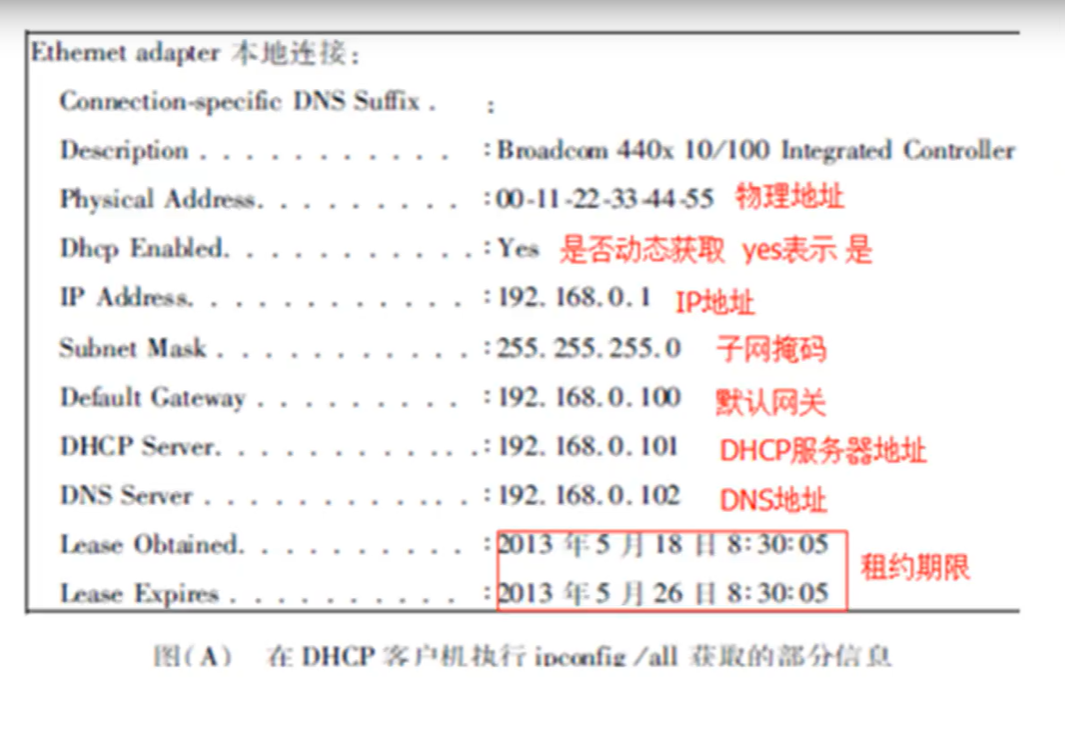 Ethernet adapter 本地连接:
Connection-specific DNS Suffix . :
Description . . . . . . . . . . . :Broadcom 440x 10/100 Integrated Controller
Physical Address. . . . . . . . . :00-11-22-33-44-55 物理地址
Dhcp Enabled. . . . . . . . . . . :Yes 是否动态获取 yes表示 是
IP Address. . . . . . . . . . . . :192. 168. 0. 1 IP地址
Subnet Mask . . . . . . . . . . . :255. 255. 255. 0 子网掩码
Default Gateway . . . . . . . . . :192. 168. 0. 100 默认网关
DHCP Server. . . . . . . . . . . .:192. 168. 0. 101 DHCP服务器地址
DNS Server . . . . . . . . . . . :192. 168. 0. 102 DNS地址
Lease Obtained. . . . . . . . . . :2013 年 5 月 18 日 8:30:05
租约期限
Lease Expires . . . . . . . . . . :2013 年 5 月 26 日 8:30:05
图(A) 在 DHCP 客户机执行 ipconfig /all 获取的部分信息